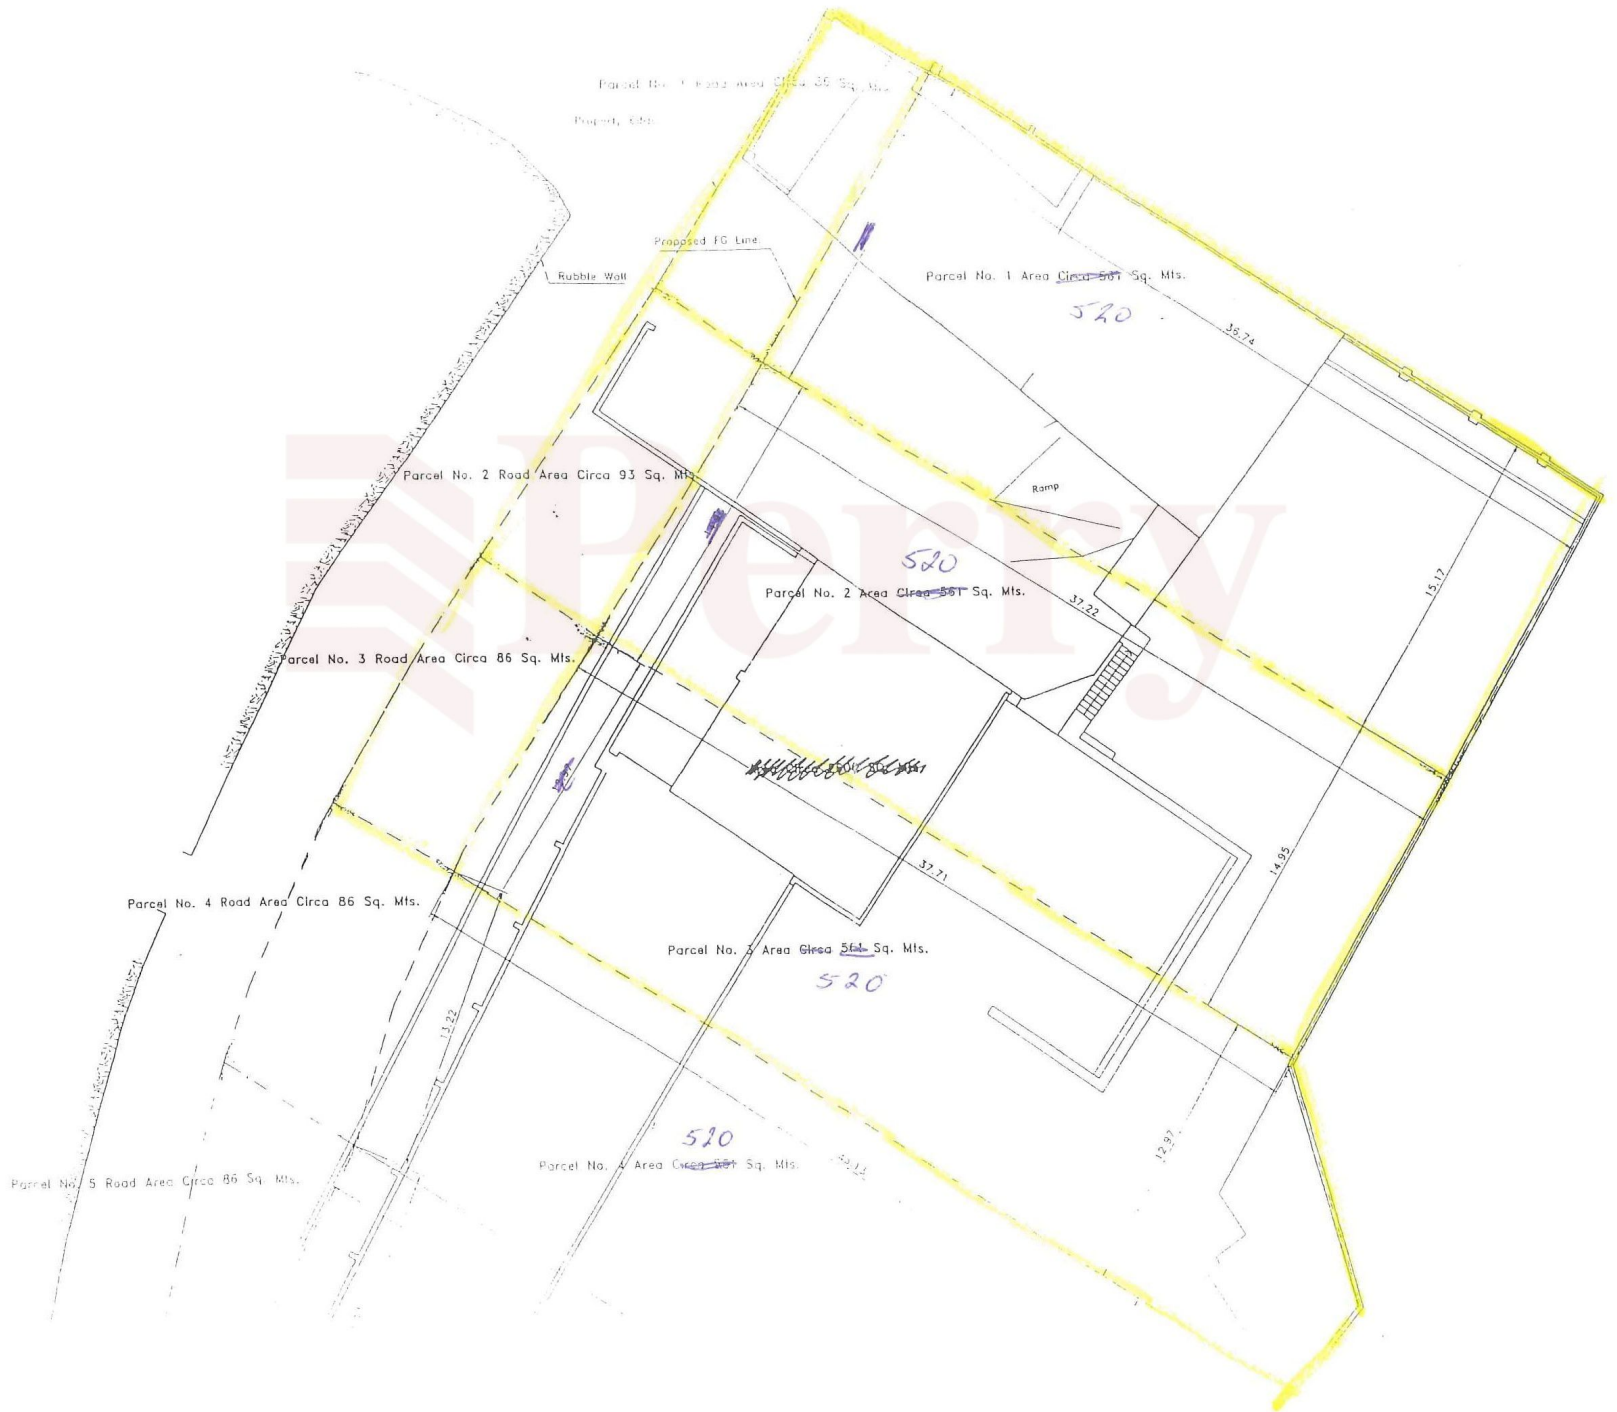 Parcel No. 1 Road Area Circa Sq. Mts.
Proposed FG Line
Rubble Wall
Parcel No. 1 Area Circa 561 Sq. Mts.
520
36.74
Parcel No. 2 Road Area Circa 93 Sq. Mts.
Ramp
Perry
520
Parcel No. 2 Area Circa 561 Sq. Mts.
37.22
15.17
Parcel No. 3 Road Area Circa 86 Sq. Mts.
37.71
14.95
Parcel No. 4 Road Area Circa 86 Sq. Mts.
Parcel No. 3 Area Circa 561 Sq. Mts.
520
13.22
12.97
520
Parcel No. 4 Area Circa 561 Sq. Mts.
Parcel No. 5 Road Area Circa 86 Sq. Mts.